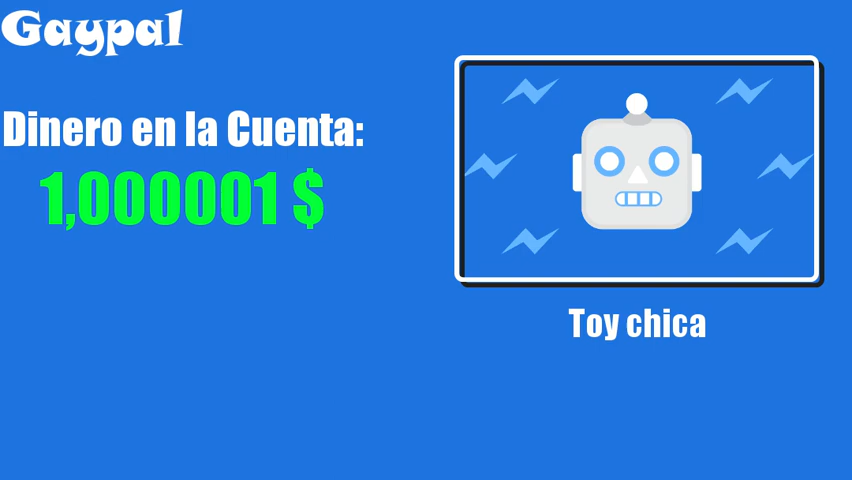 Gaypal
Dinero en la Cuenta:
1,000001 $
Toy chica